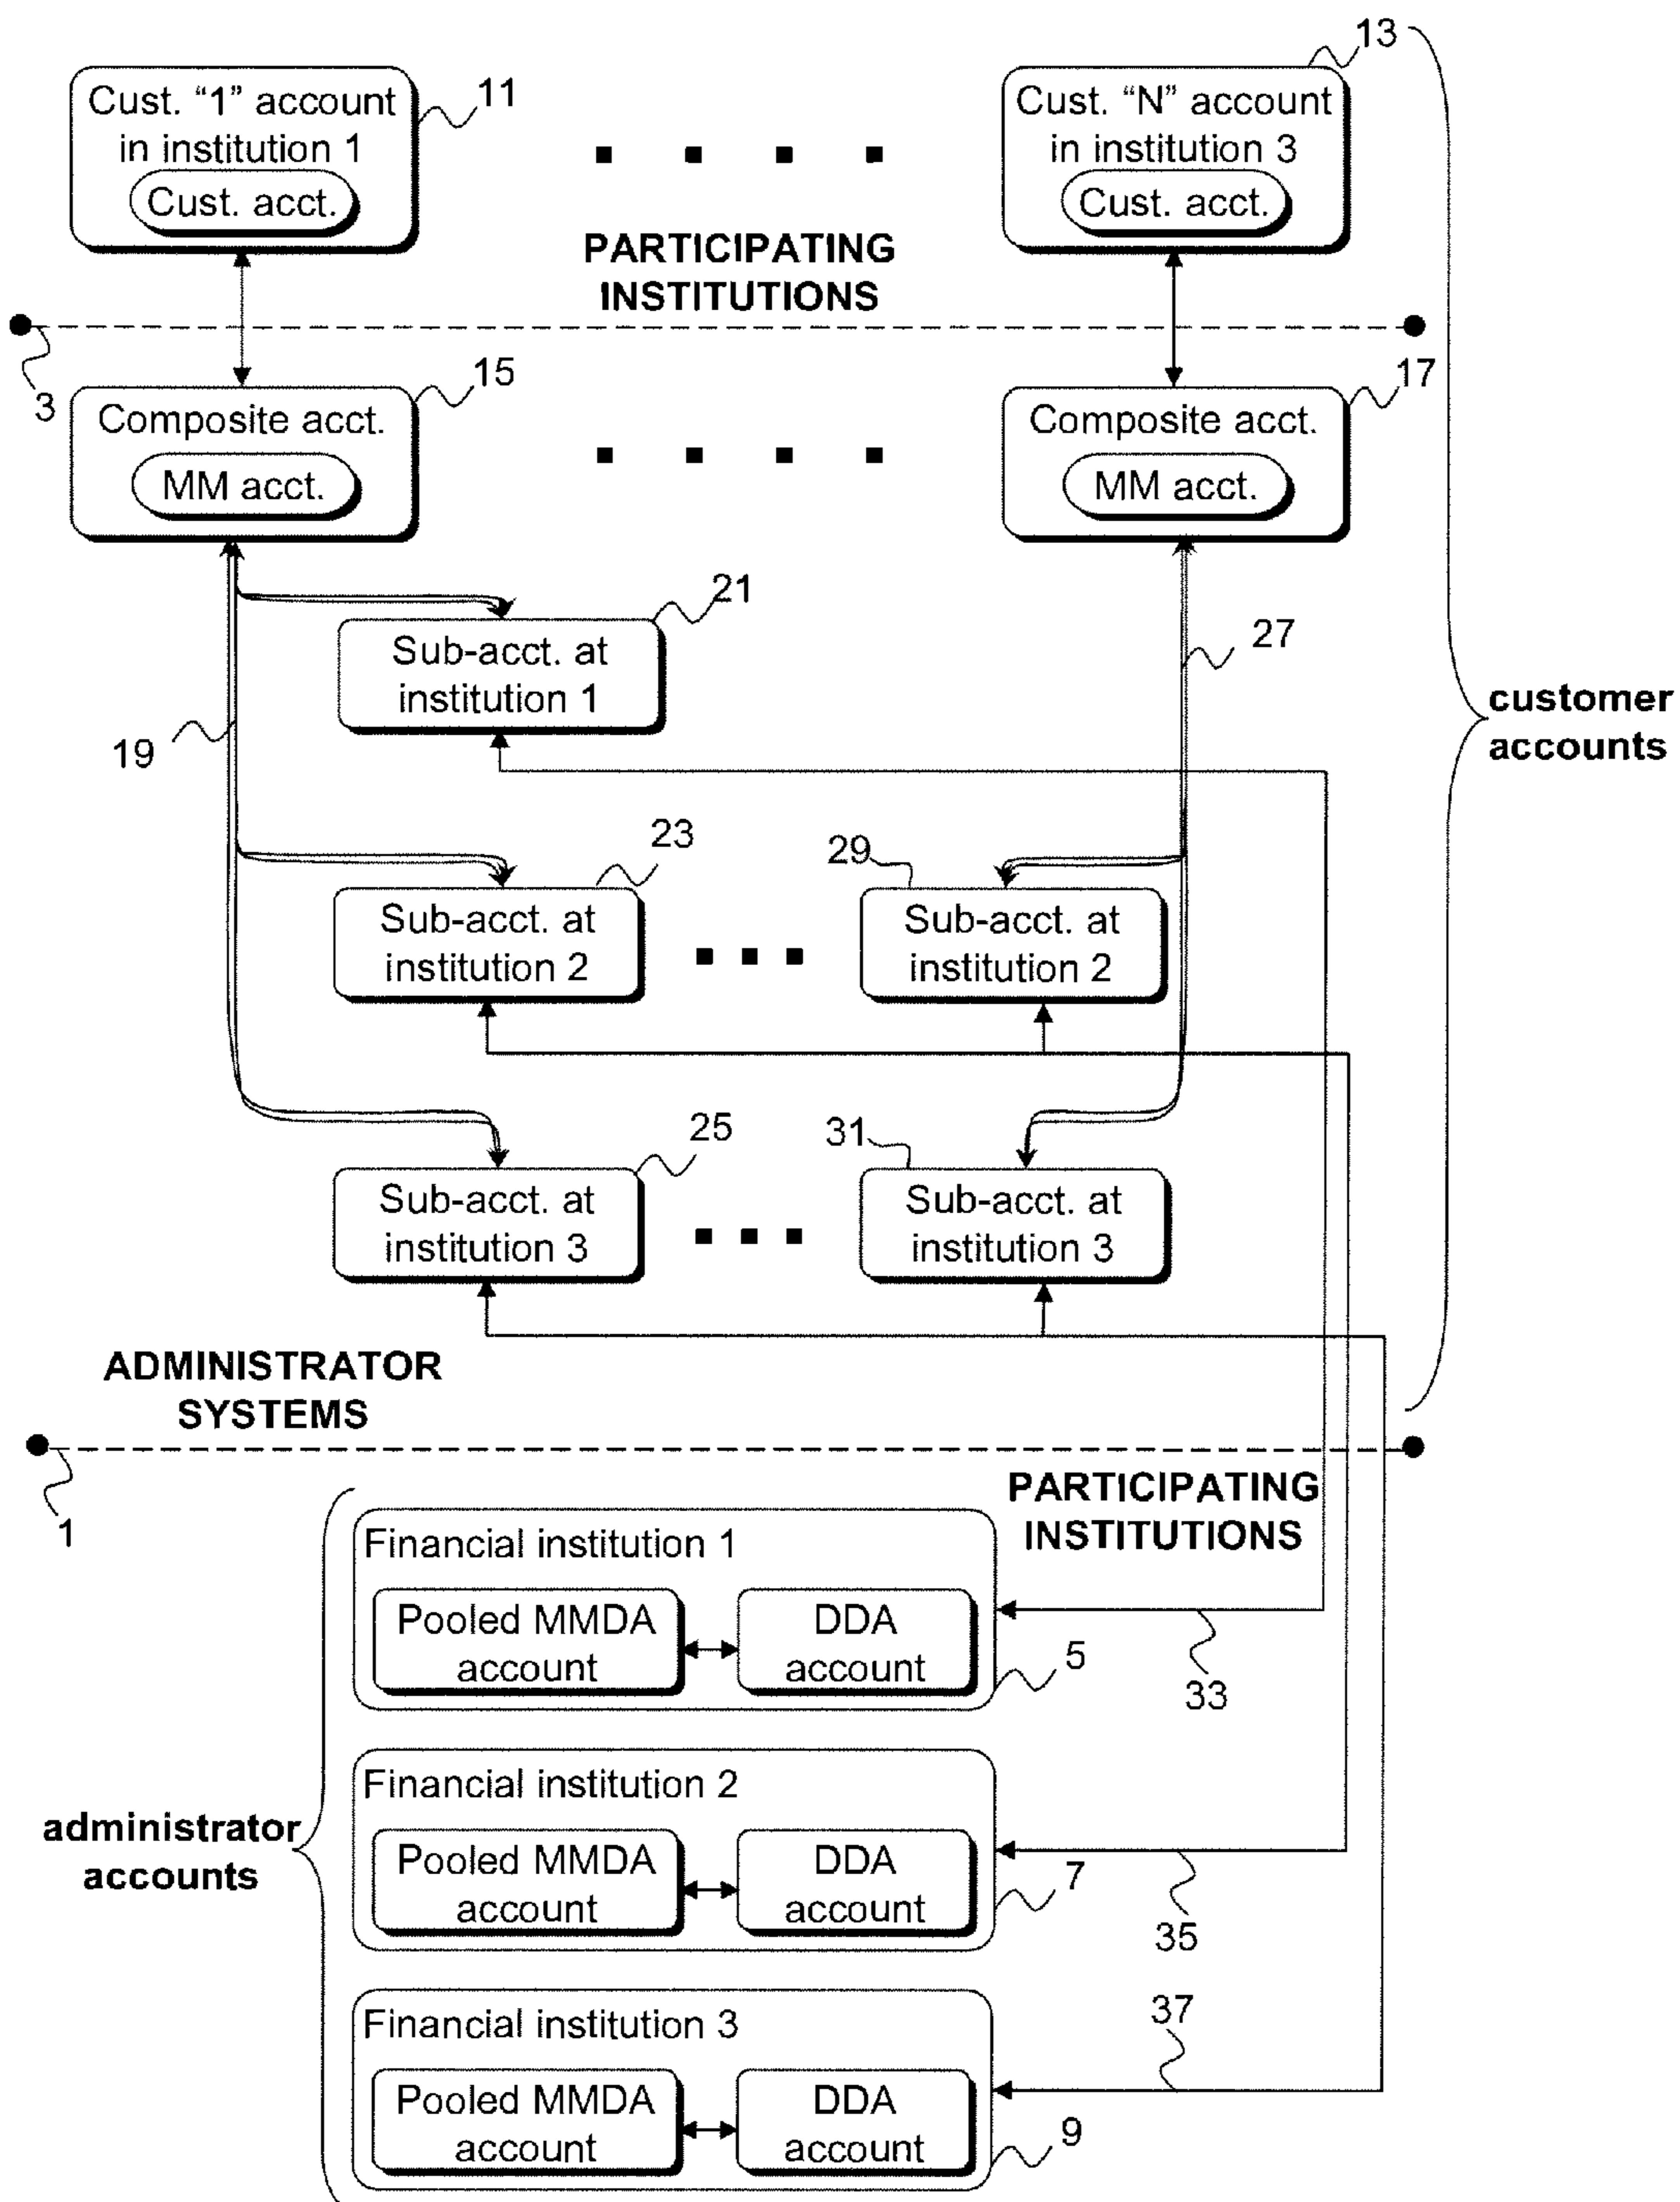 13
Cust. “1” account
in institution 1
Cust. acct.
11
Cust. “N” account
in institution 3
Cust. acct.
PARTICIPATING
INSTITUTIONS
3
15
Composite acct.
MM acct.
17
Composite acct.
MM acct.
21
Sub-acct. at
institution 1
27
19
customer
accounts
23
Sub-acct. at
institution 2
29
Sub-acct. at
institution 2
25
Sub-acct. at
institution 3
31
Sub-acct. at
institution 3
ADMINISTRATOR
SYSTEMS
1
PARTICIPATING
INSTITUTIONS
Financial institution 1
Pooled MMDA
account
DDA
account
5
33
Financial institution 2
Pooled MMDA
account
DDA
account
7
35
administrator
accounts
Financial institution 3
Pooled MMDA
account
DDA
account
9
37